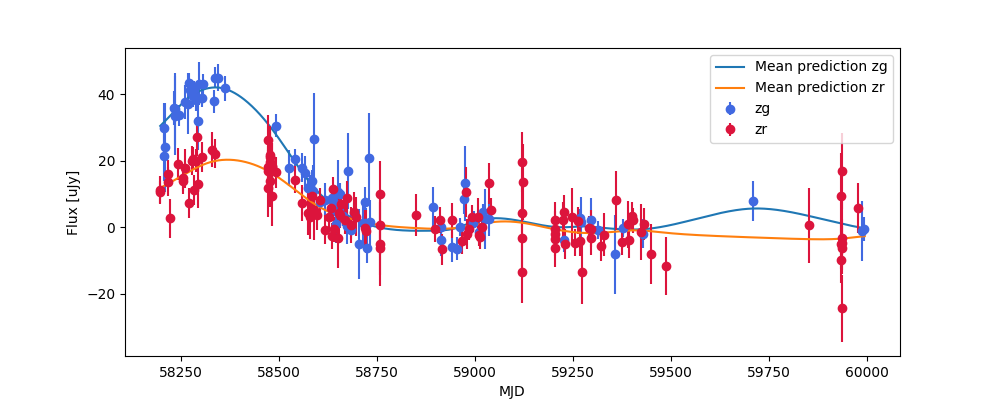 Flux [uJy]
40
20
0
−20
58250 58500 58750 59000 59250 59500 59750 60000
MJD
Mean prediction zg
Mean prediction zr
zg
zr